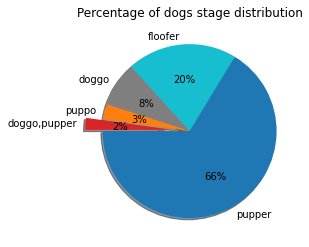 Percentage of dogs stage distribution
floofer
20%
doggo
8%
puppo
3%
doggo,pupper
2%
66%
pupper